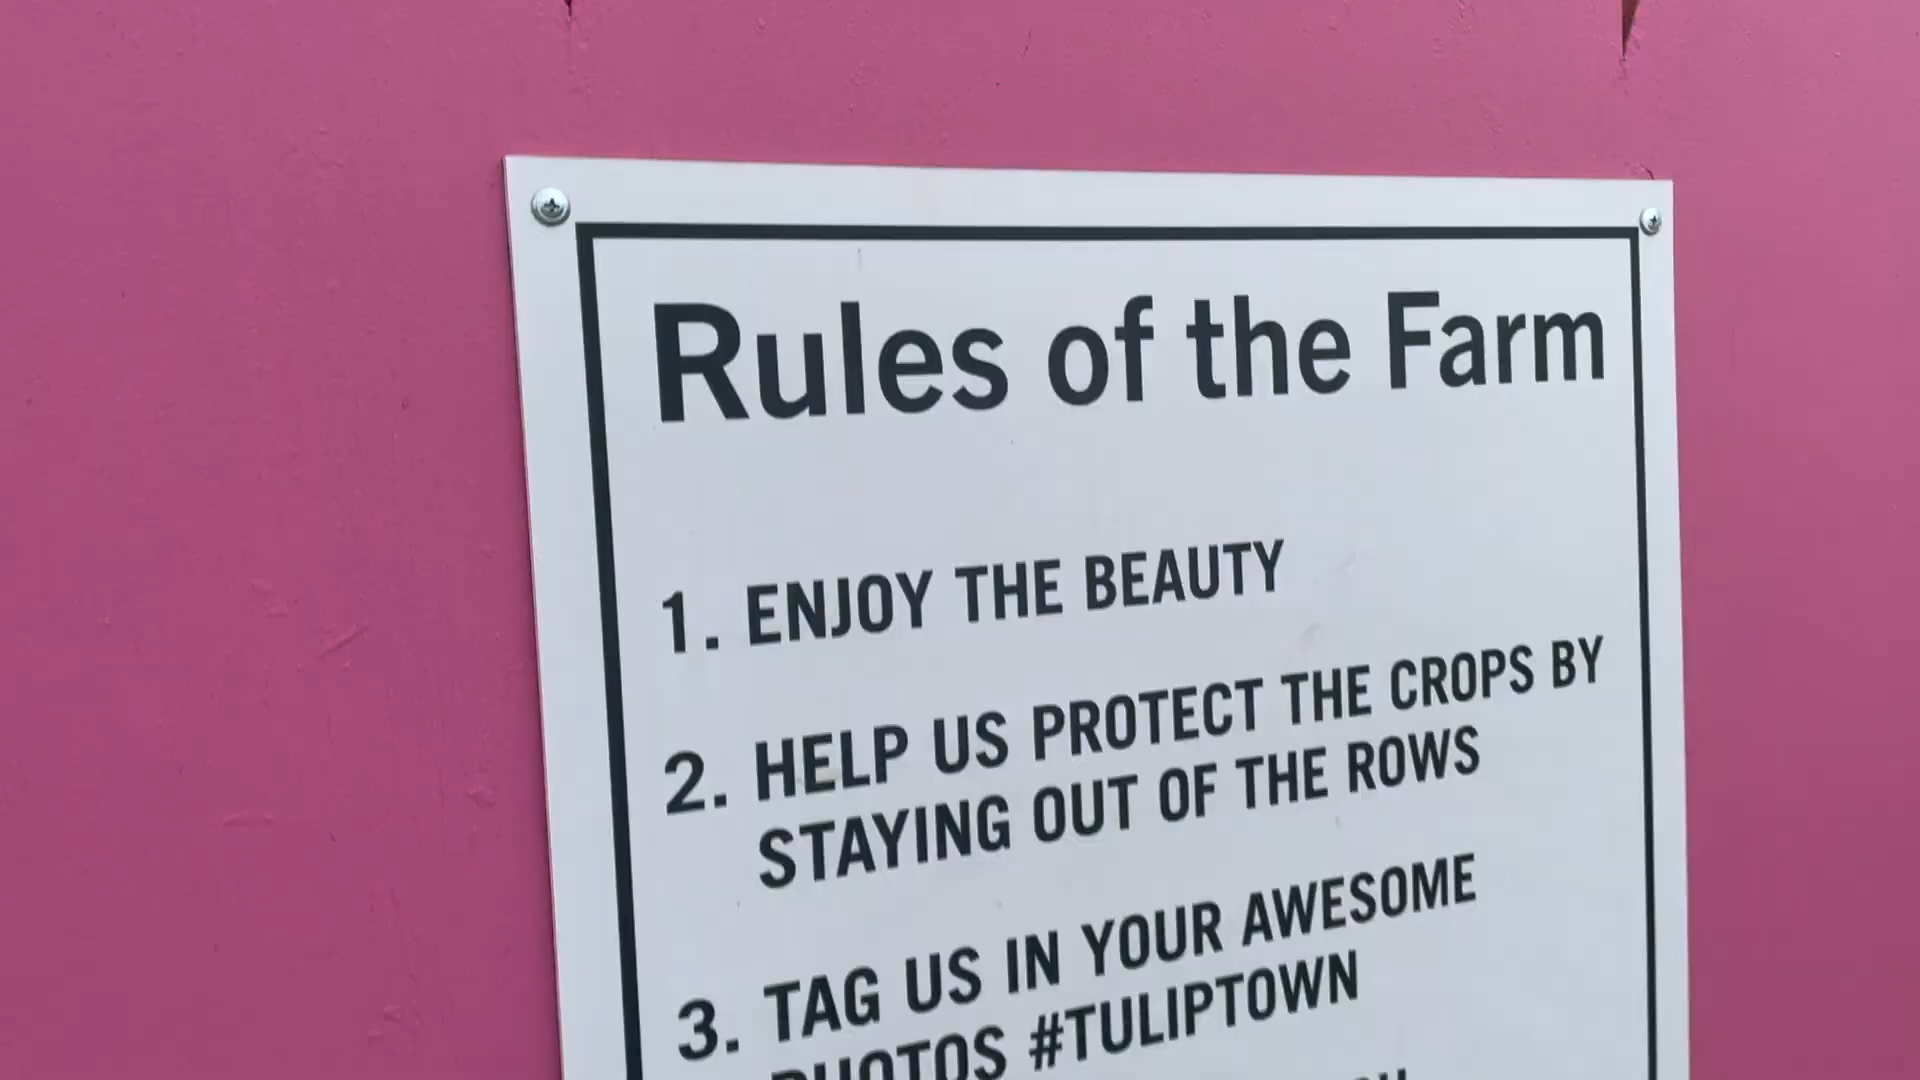 Rules of the Farm
1. ENJOY THE BEAUTY
2. HELP US PROTECT THE CROPS BY
STAYING OUT OF THE ROWS
3. TAG US IN YOUR AWESOME
PHOTOS #TULIPTOWN